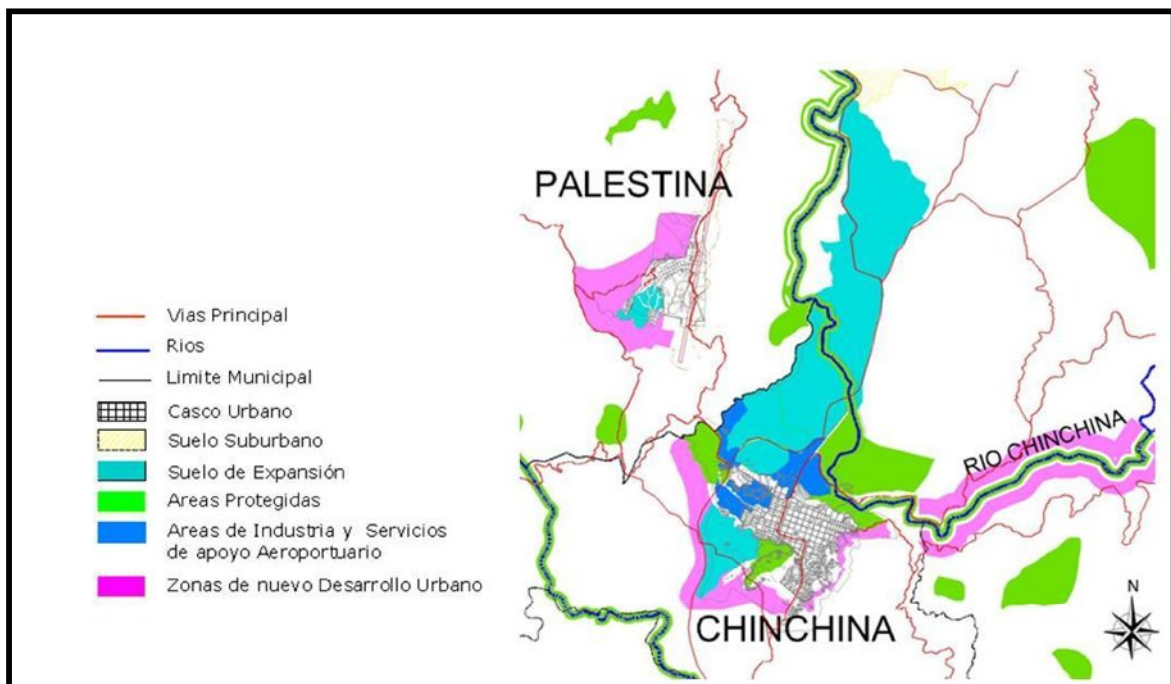 PALESTINA
Vias Principal
Rios
Limite Municipal
Casco Urbano
Suelo Suburbano
Suelo de Expansión
Areas Protegidas
Areas de Industria y Servicios
de apoyo Aeroportuario
Zonas de nuevo Desarrollo Urbano
RIO CHINCHINA
CHINCHINA
N